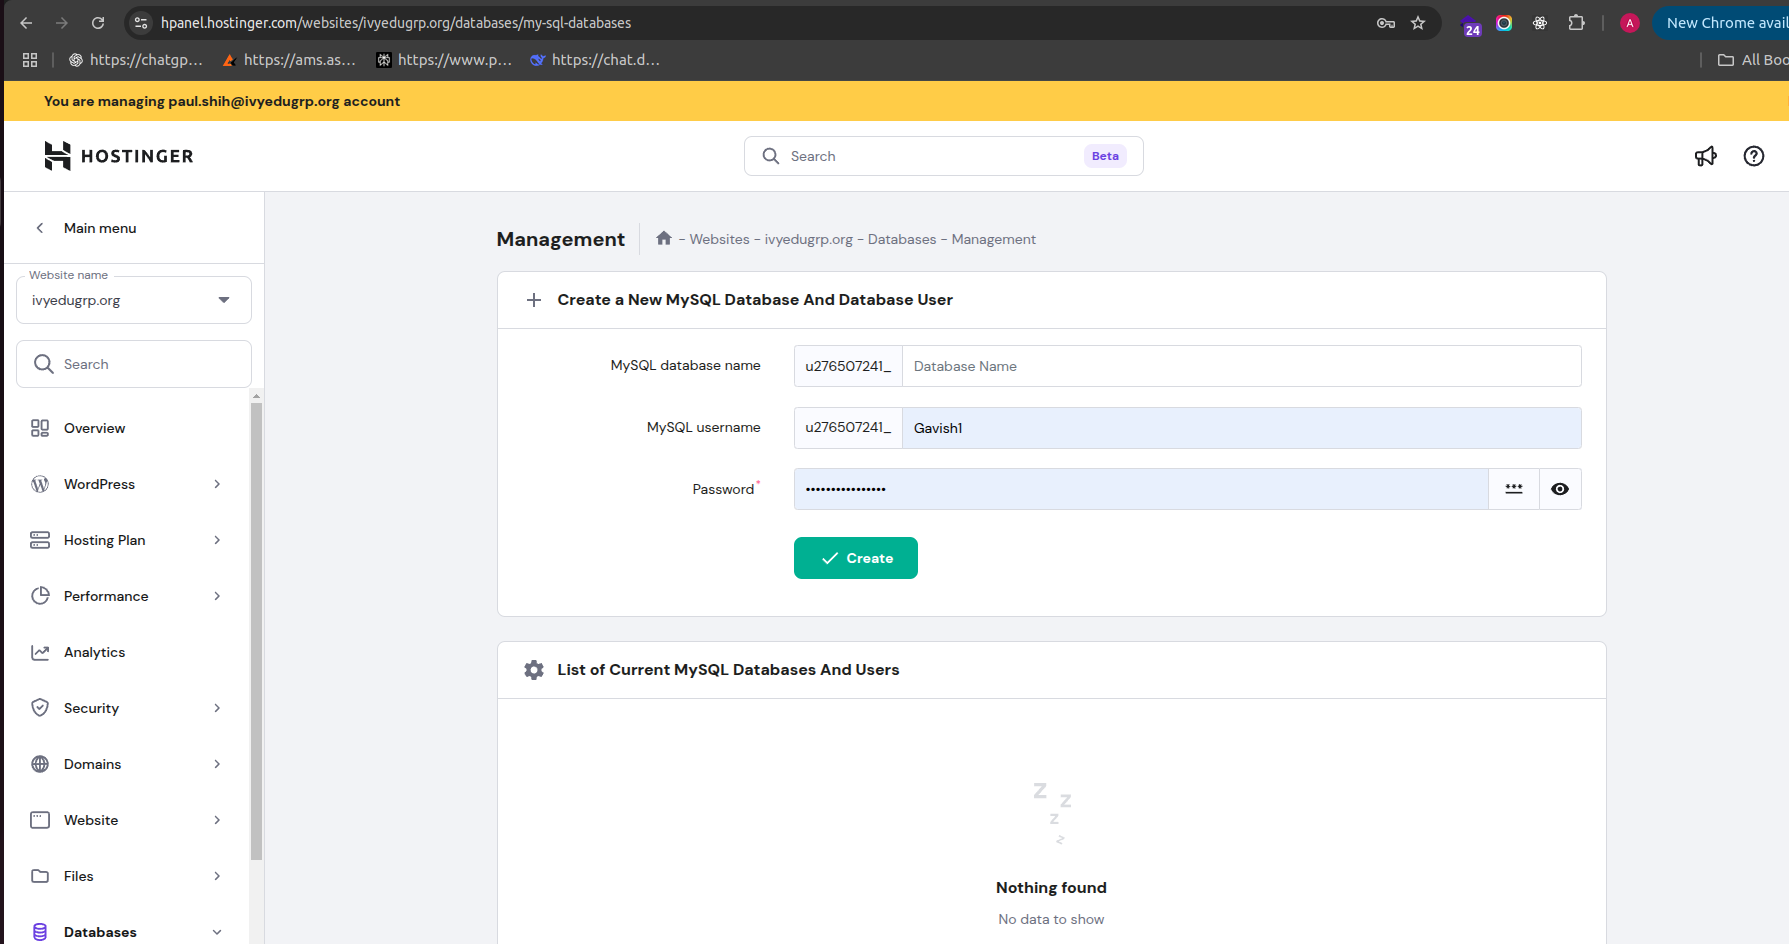 hpanel.hostinger.com/websites/ivyedugrp.org/databases/my-sql-databases
24
A
New Chrome avail
https://chatgp...
https://ams.as...
https://www.p...
https://chat.d...
All Boo
You are managing paul.shih@ivyedugrp.org account
HOSTINGER
Search
Beta
Main menu
Website name
ivyedugrp.org
Search
Overview
WordPress
Hosting Plan
Performance
Analytics
Security
Domains
Website
Files
Databases
Management
- Websites - ivyedugrp.org - Databases - Management
Create a New MySQL Database And Database User
MySQL database name
u276507241_
Database Name
MySQL username
u276507241_
Gavish1
Password*
••••••••••••••••
Create
List of Current MySQL Databases And Users
z z z z
Nothing found
No data to show